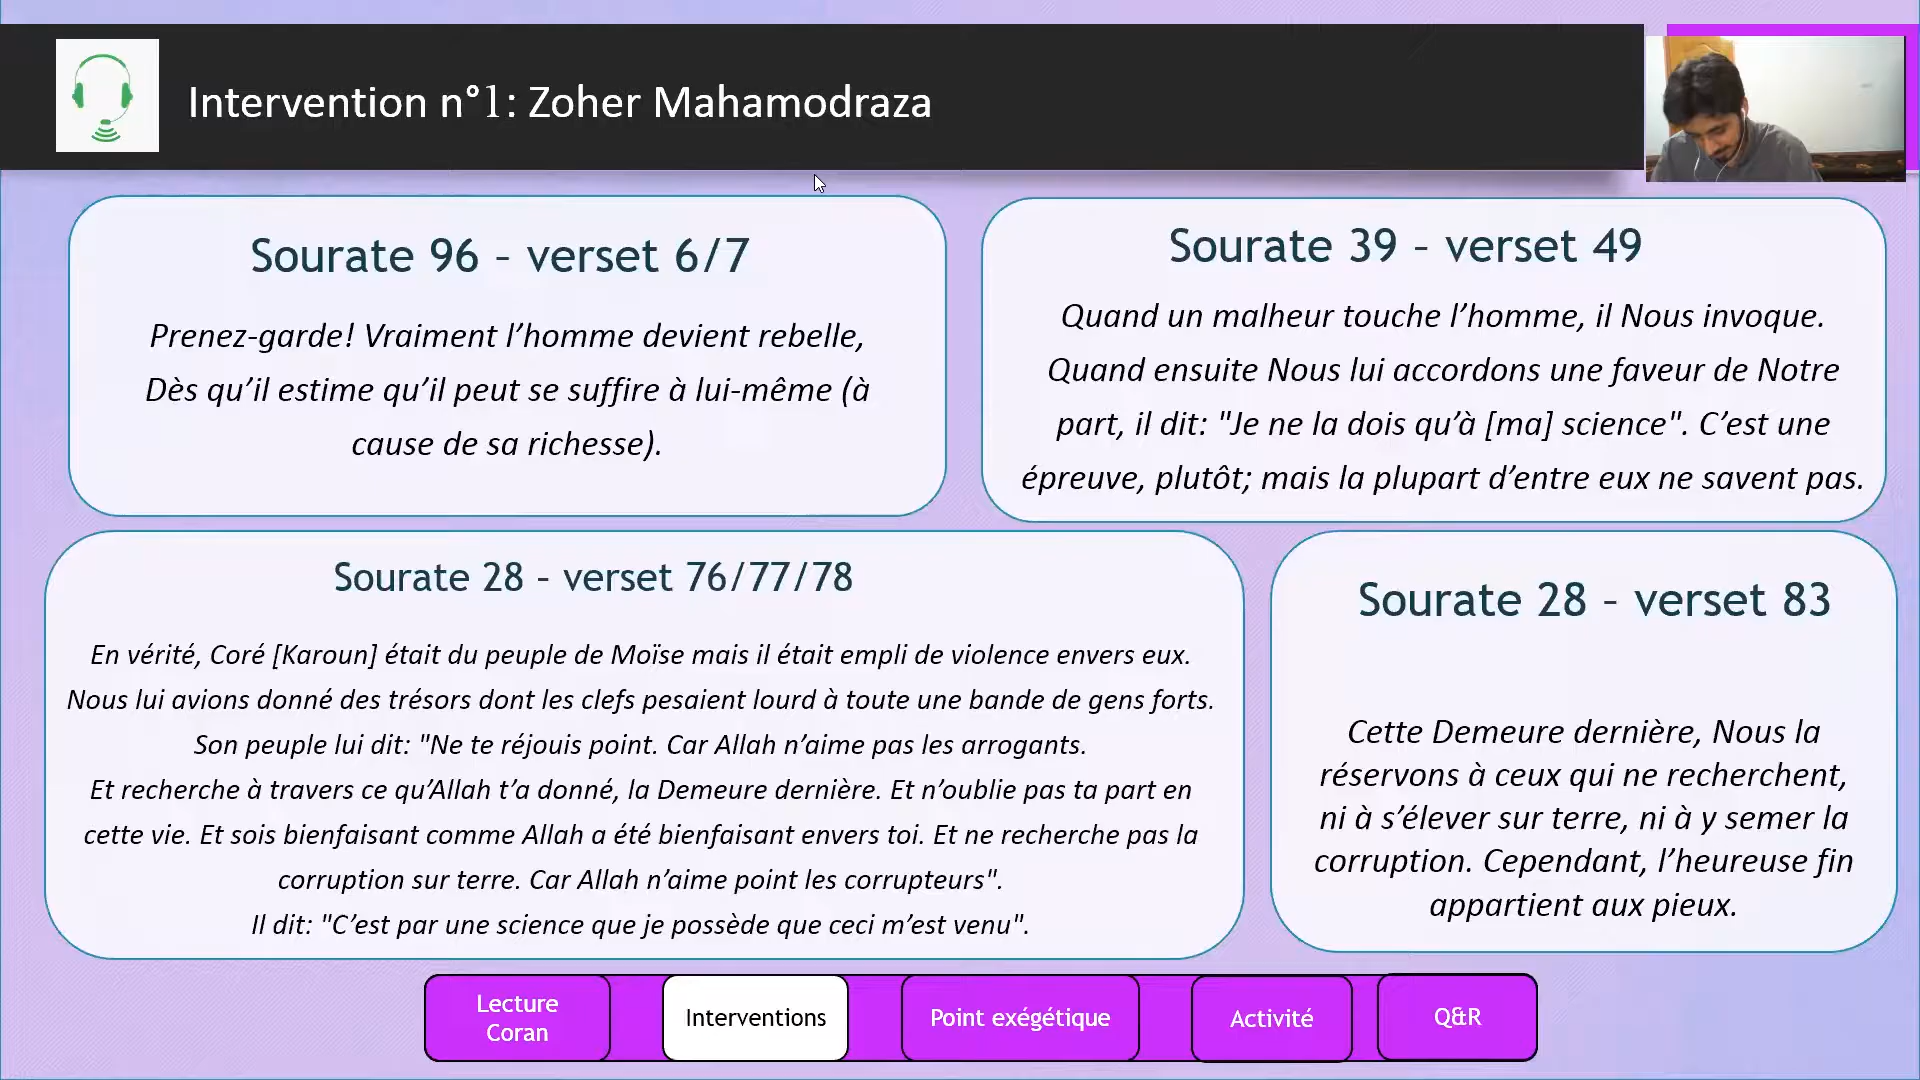 Intervention n°1: Zoher Mahamodraza
Sourate 96 – verset 6/7
Prenez-garde! Vraiment l’homme devient rebelle,
Dès qu’il estime qu’il peut se suffire à lui-même (à
cause de sa richesse).
Sourate 39 – verset 49
Quand un malheur touche l’homme, il Nous invoque.
Quand ensuite Nous lui accordons une faveur de Notre
part, il dit: "Je ne la dois qu’à [ma] science". C’est une
épreuve, plutôt; mais la plupart d’entre eux ne savent pas.
Sourate 28 – verset 76/77/78
En vérité, Coré [Karoun] était du peuple de Moïse mais il était empli de violence envers eux.
Nous lui avions donné des trésors dont les clefs pesaient lourd à toute une bande de gens forts.
Son peuple lui dit: "Ne te réjouis point. Car Allah n’aime pas les arrogants.
Et recherche à travers ce qu’Allah t’a donné, la Demeure dernière. Et n’oublie pas ta part en
cette vie. Et sois bienfaisant comme Allah a été bienfaisant envers toi. Et ne recherche pas la
corruption sur terre. Car Allah n’aime point les corrupteurs".
Il dit: "C’est par une science que je possède que ceci m’est venu".
Sourate 28 – verset 83
Cette Demeure dernière, Nous la
réservons à ceux qui ne recherchent,
ni à s’élever sur terre, ni à y semer la
corruption. Cependant, l’heureuse fin
appartient aux pieux.
Lecture
Coran
Interventions
Point exégétique
Activité
Q&R